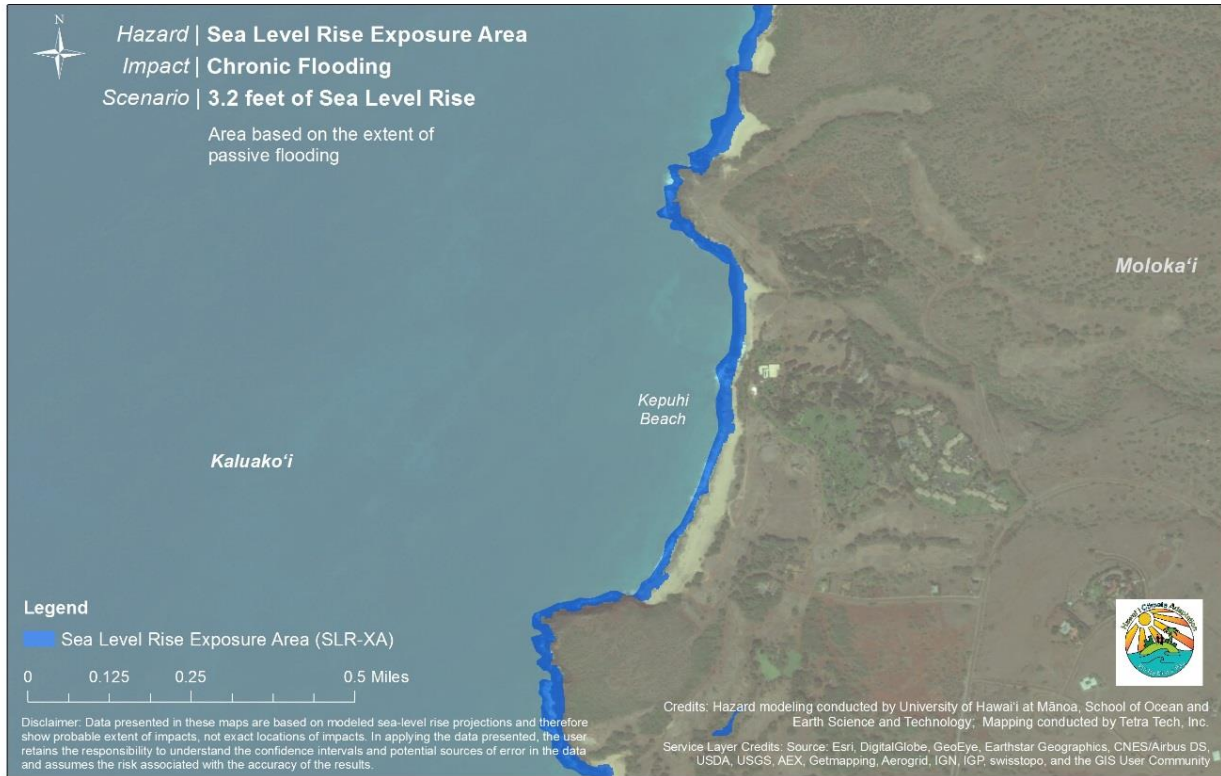 N
Hazard | Sea Level Rise Exposure Area
Impact | Chronic Flooding
Scenario | 3.2 feet of Sea Level Rise
Area based on the extent of
passive flooding
Molokaʻi
Kepuhi
Beach
Kaluakoʻi
Legend
Sea Level Rise Exposure Area (SLR-XA)
0 0.125 0.25 0.5 Miles
Disclaimer: Data presented in these maps are based on modeled sea-level rise projections and therefore
show probable extent of impacts, not exact locations of impacts. In applying the data presented, the user
retains the responsibility to understand the confidence intervals and potential sources of error in the data
and assumes the risk associated with the accuracy of the results.
Hawaiʻi Climate Adaptation
Credits: Hazard modeling conducted by University of Hawaiʻi at Mānoa, School of Ocean and
Earth Science and Technology; Mapping conducted by Tetra Tech, Inc.
Service Layer Credits: Source: Esri, DigitalGlobe, GeoEye, Earthstar Geographics, CNES/Airbus DS,
USDA, USGS, AEX, Getmapping, Aerogrid, IGN, IGP, swisstopo, and the GIS User Community